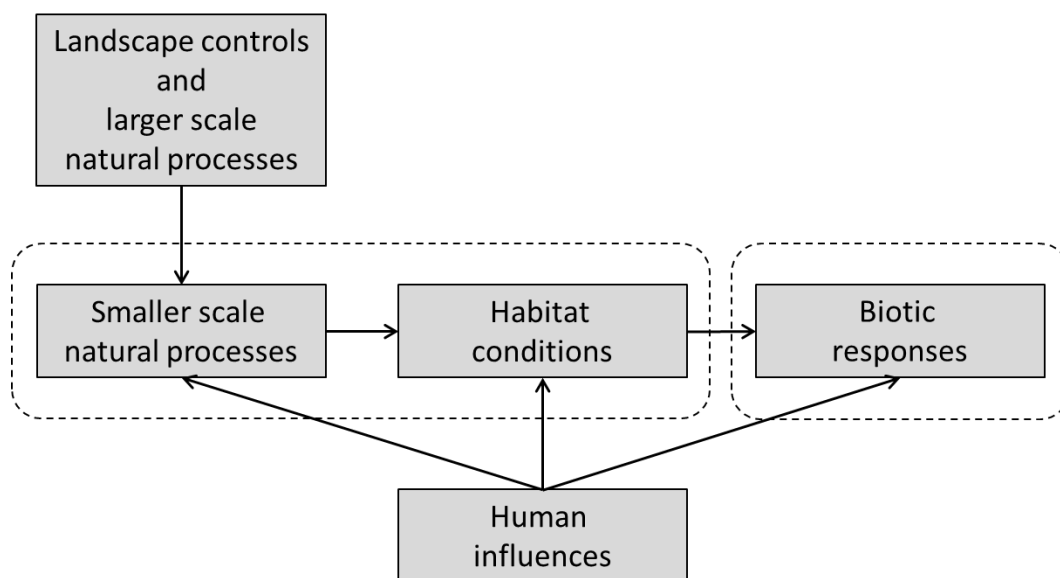 Landscape controls
and
larger scale
natural processes
Smaller scale
natural processes
Habitat
conditions
Biotic
responses
Human
influences